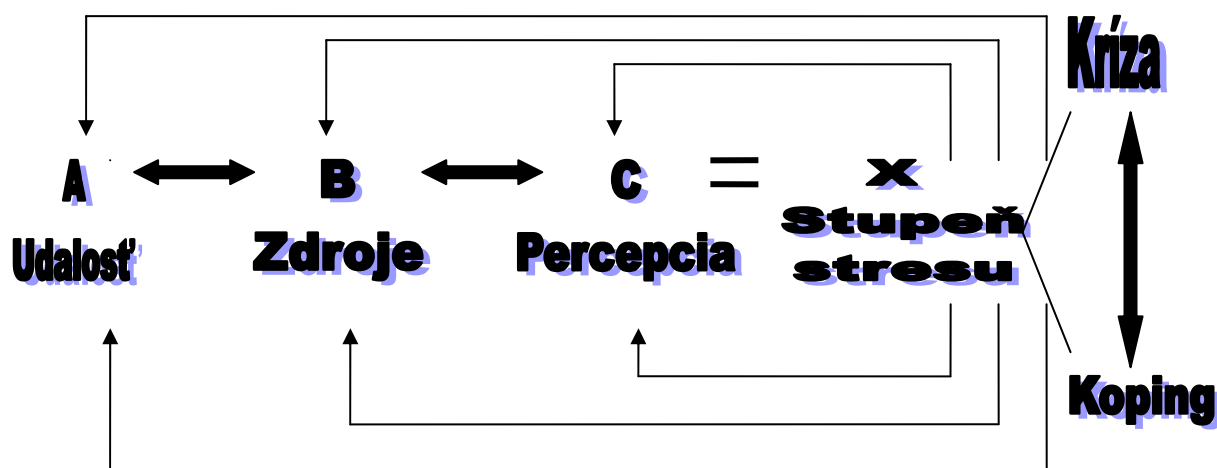 Kríza
A B C = X
Udalosť Zdroje Percepcia Stupeň
stresu
Koping